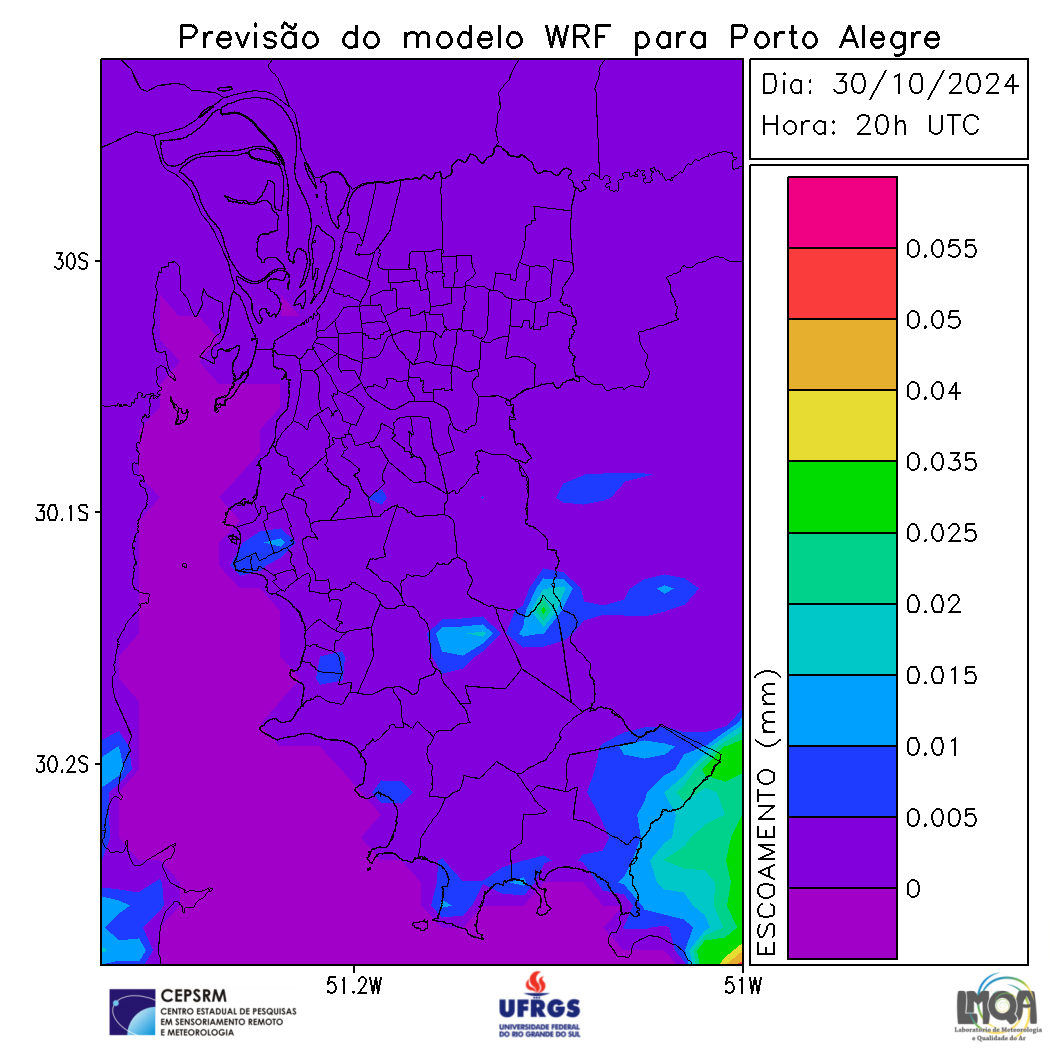 Previsão do modelo WRF para Porto Alegre
Dia: 30/10/2024
Hora: 20h UTC
30S
30.1S
30.2S
51.2W
51W
ESCOAMENTO (mm)
0.055
0.05
0.04
0.035
0.025
0.02
0.015
0.01
0.005
0
CEPSRM
CENTRO ESTADUAL DE PESQUISAS
EM SENSORIAMENTO REMOTO
E METEOROLOGIA
UFRGS
UNIVERSIDADE FEDERAL
DO RIO GRANDE DO SUL
LMQA
Laboratório de Meteorologia
e Qualidade do Ar